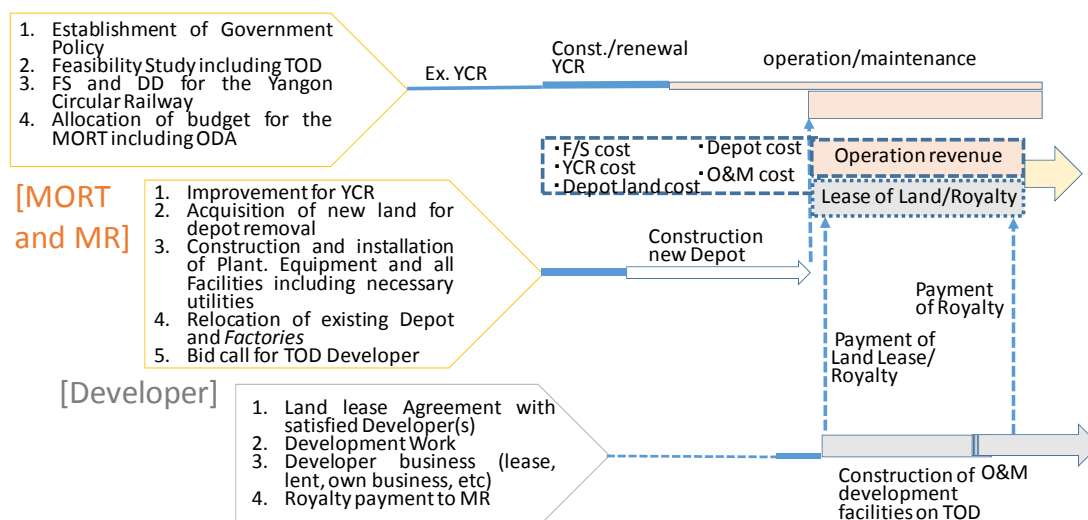 1. Establishment of Government
Policy
2. Feasibility Study including TOD
3. FS and DD for the Yangon
Circular Railway
4. Allocation of budget for the
MORT including ODA
Ex. YCR
Const./renewal
YCR
operation/maintenance
・F/S cost
・YCR cost
・Depot land cost
・Depot cost
・O&M cost
Operation revenue
Lease of Land/Royalty
[MORT
and MR]
1. Improvement for YCR
2. Acquisition of new land for
depot removal
3. Construction and installation
of Plant. Equipment and all
Facilities including necessary
utilities
4. Relocation of existing Depot
and Factories
5. Bid call for TOD Developer
Construction
new Depot
Payment
of Royalty
Payment of
Land Lease/
Royalty
[Developer]
1. Land lease Agreement with
satisfied Developer(s)
2. Development Work
3. Developer business (lease,
lent, own business, etc)
4. Royalty payment to MR
Construction of
development
facilities on TOD
O&M